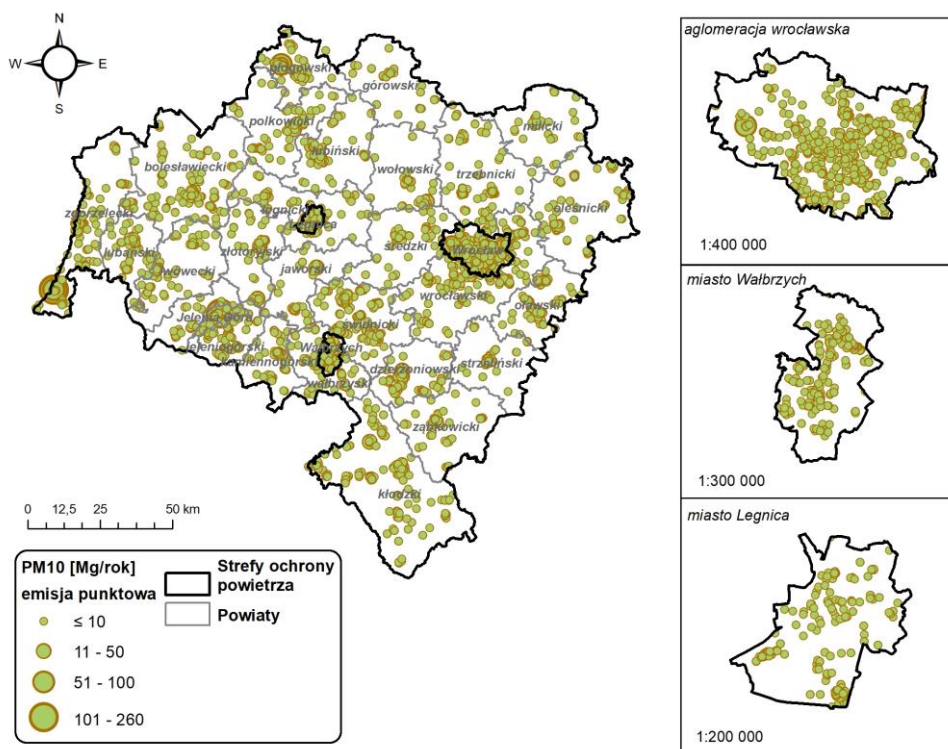 N
W E
S
głogowski
górowski
polkowicki
milicki
lubiński
bolesławiecki
wołowski
trzebnicki
oleśnicki
legnicki
zgorzelecki
Legnica
średzki
Wrocław
lubański
złotoryjski
lwówecki
jaworski
wrocławski
oławski
Jelenia Góra
świdnicki
jeleniogórski
Wałbrzych
kamiennogórski
strzeliński
dzierżoniowski
wałbrzyski
ząbkowicki
kłodzki
0 12,5 25 50 km
PM10 [Mg/rok]
emisja punktowa
≤ 10
11 - 50
51 - 100
101 - 260
Strefy ochrony
powietrza
Powiaty
aglomeracja wrocławska
1:400 000
miasto Wałbrzych
1:300 000
miasto Legnica
1:200 000